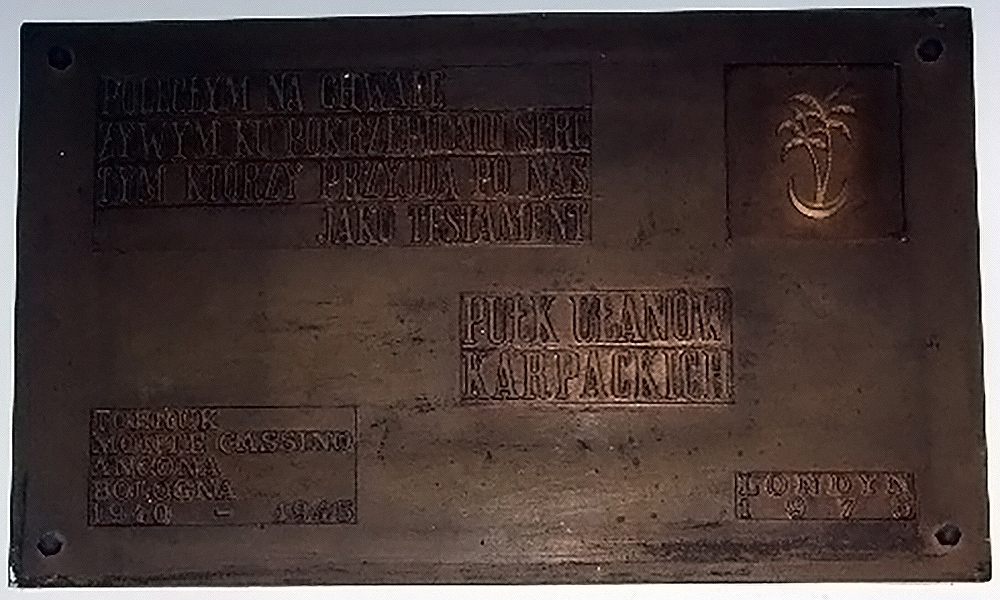 POLEGŁYM NA CHWAŁĘ
ŻYWYM KU POKRZEPIENIU SERC
TYM KTÓRZY PRZYJDĄ PO NAS
JAKO TESTAMENT
PUŁK UŁANÓW
KARPACKICH
TOBRUK
MONTE CASSINO
ANCONA
BOLOGNA
1940 - 1945
LONDYN